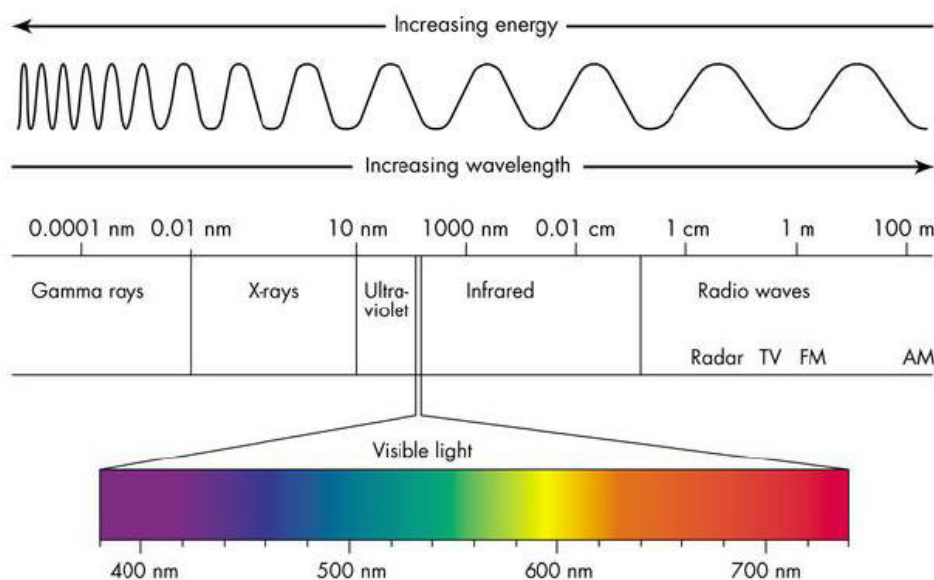 Increasing energy
Increasing wavelength
0.0001 nm 0.01 nm 10 nm 1000 nm 0.01 cm 1 cm 1 m 100 m
Gamma rays X-rays Ultra- Infrared Radio waves
violet
Radar TV FM AM
Visible light
400 nm 500 nm 600 nm 700 nm